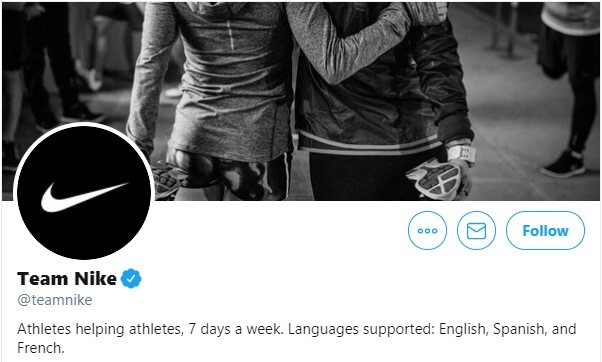 Follow
Team Nike
@teamnike
Athletes helping athletes, 7 days a week. Languages supported: English, Spanish, and
French.